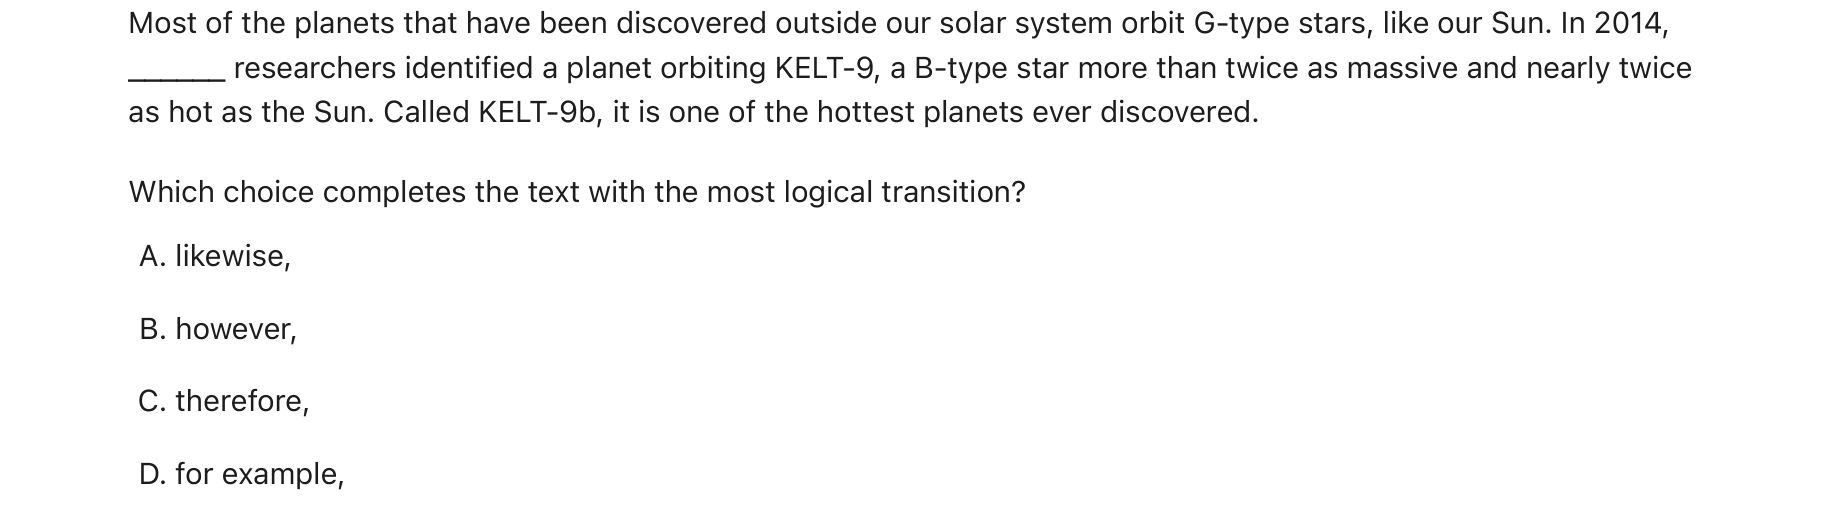 Most of the planets that have been discovered outside our solar system orbit G-type stars, like our Sun. In 2014,
______ researchers identified a planet orbiting KELT-9, a B-type star more than twice as massive and nearly twice
as hot as the Sun. Called KELT-9b, it is one of the hottest planets ever discovered.
Which choice completes the text with the most logical transition?
A. likewise,
B. however,
C. therefore,
D. for example,